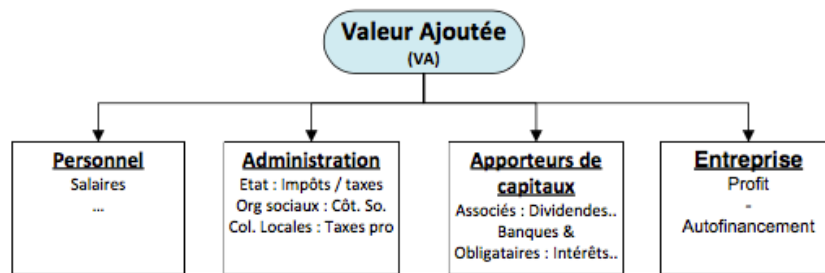 Valeur Ajoutée
(VA)
Personnel
Salaires
...
Administration
Etat : Impôts / taxes
Org sociaux : Côt. So.
Col. Locales : Taxes pro
Apporteurs de
capitaux
Associés : Dividendes..
Banques &
Obligataires : Intérêts..
Entreprise
Profit
-
Autofinancement